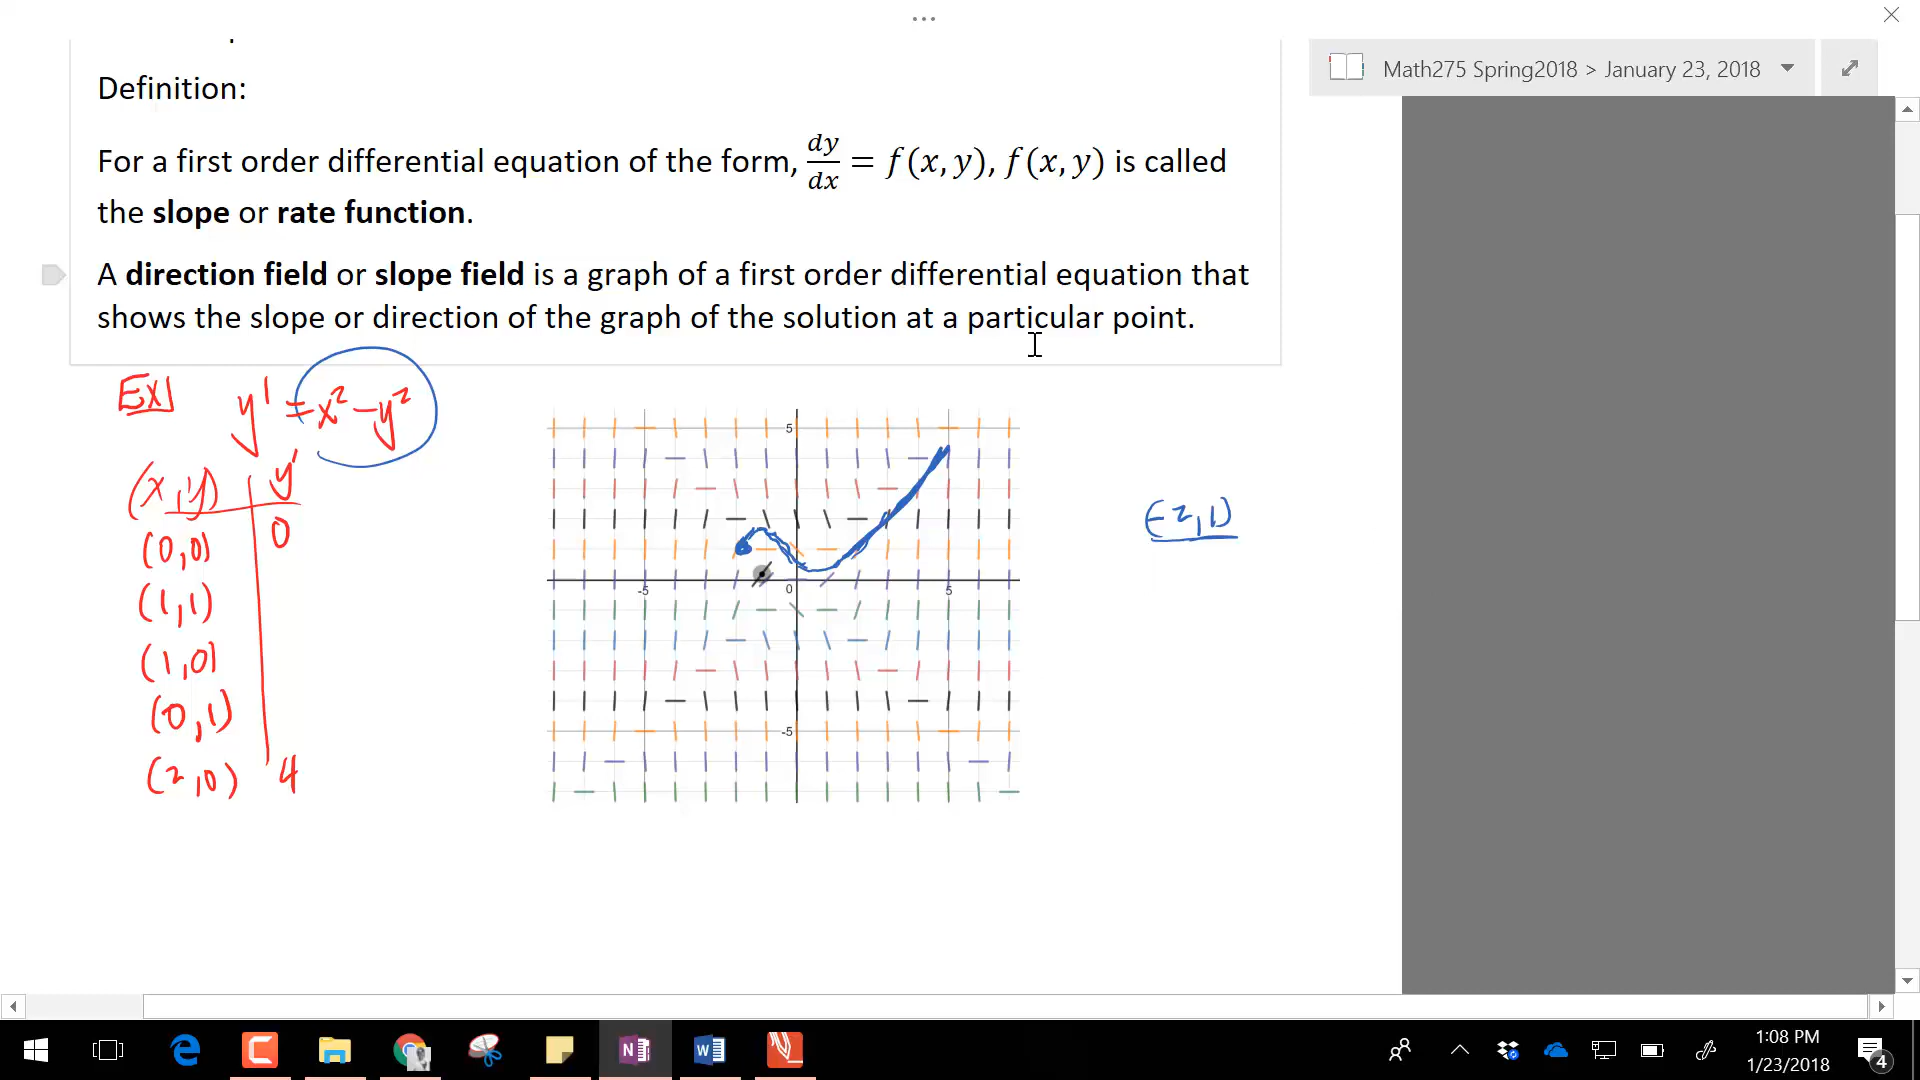 Math275 Spring2018 > January 23, 2018
Definition:
For a first order differential equation of the form, dy/dx = f(x, y), f(x, y) is called
the slope or rate function.
A direction field or slope field is a graph of a first order differential equation that
shows the slope or direction of the graph of the solution at a particular point.
Ex1
y' = x² − y²
(x, y) y'
(0,0) 0
(1,1)
(1,0)
(0,1)
(2,0) 4
5
-5
0
5
-5
(-2,1)
1:08 PM
1/23/2018
4